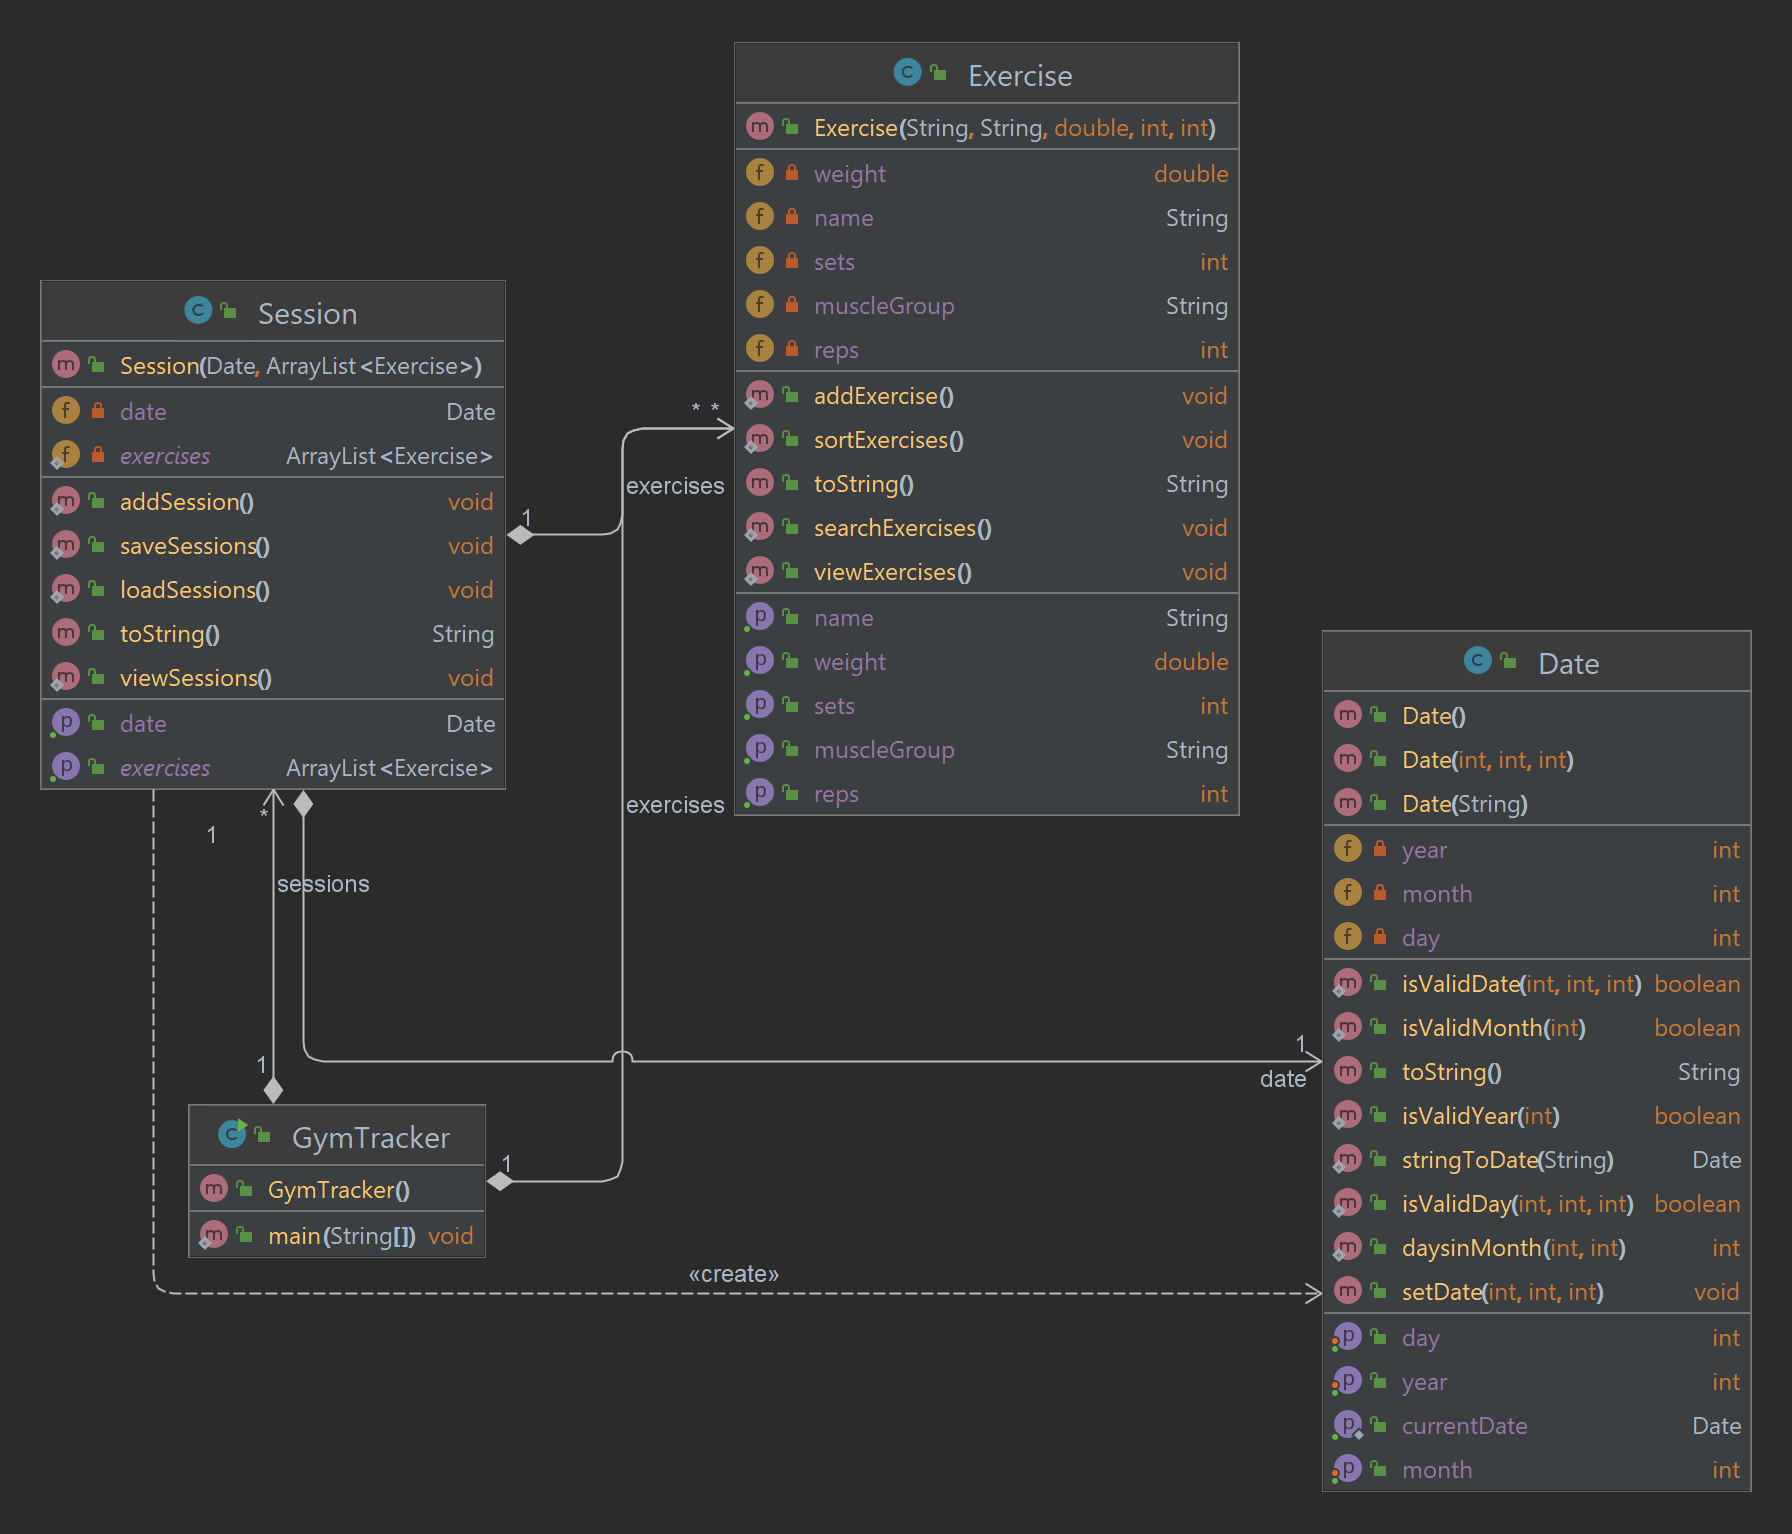 Exercise
Exercise(String, String, double, int, int)
weight double
name String
sets int
muscleGroup String
reps int
addExercise() void
sortExercises() void
toString() String
searchExercises() void
viewExercises() void
name String
weight double
sets int
muscleGroup String
reps int
Session
Session(Date, ArrayList<Exercise>)
date Date
exercises ArrayList<Exercise>
addSession() void
saveSessions() void
loadSessions() void
toString() String
viewSessions() void
date Date
exercises ArrayList<Exercise>
* *
exercises
1
exercises
*
1
sessions
1
GymTracker
GymTracker()
main(String[]) void
1
1
date
«create»
Date
Date()
Date(int, int, int)
Date(String)
year int
month int
day int
isValidDate(int, int, int) boolean
isValidMonth(int) boolean
toString() String
isValidYear(int) boolean
stringToDate(String) Date
isValidDay(int, int, int) boolean
daysinMonth(int, int) int
setDate(int, int, int) void
day int
year int
currentDate Date
month int